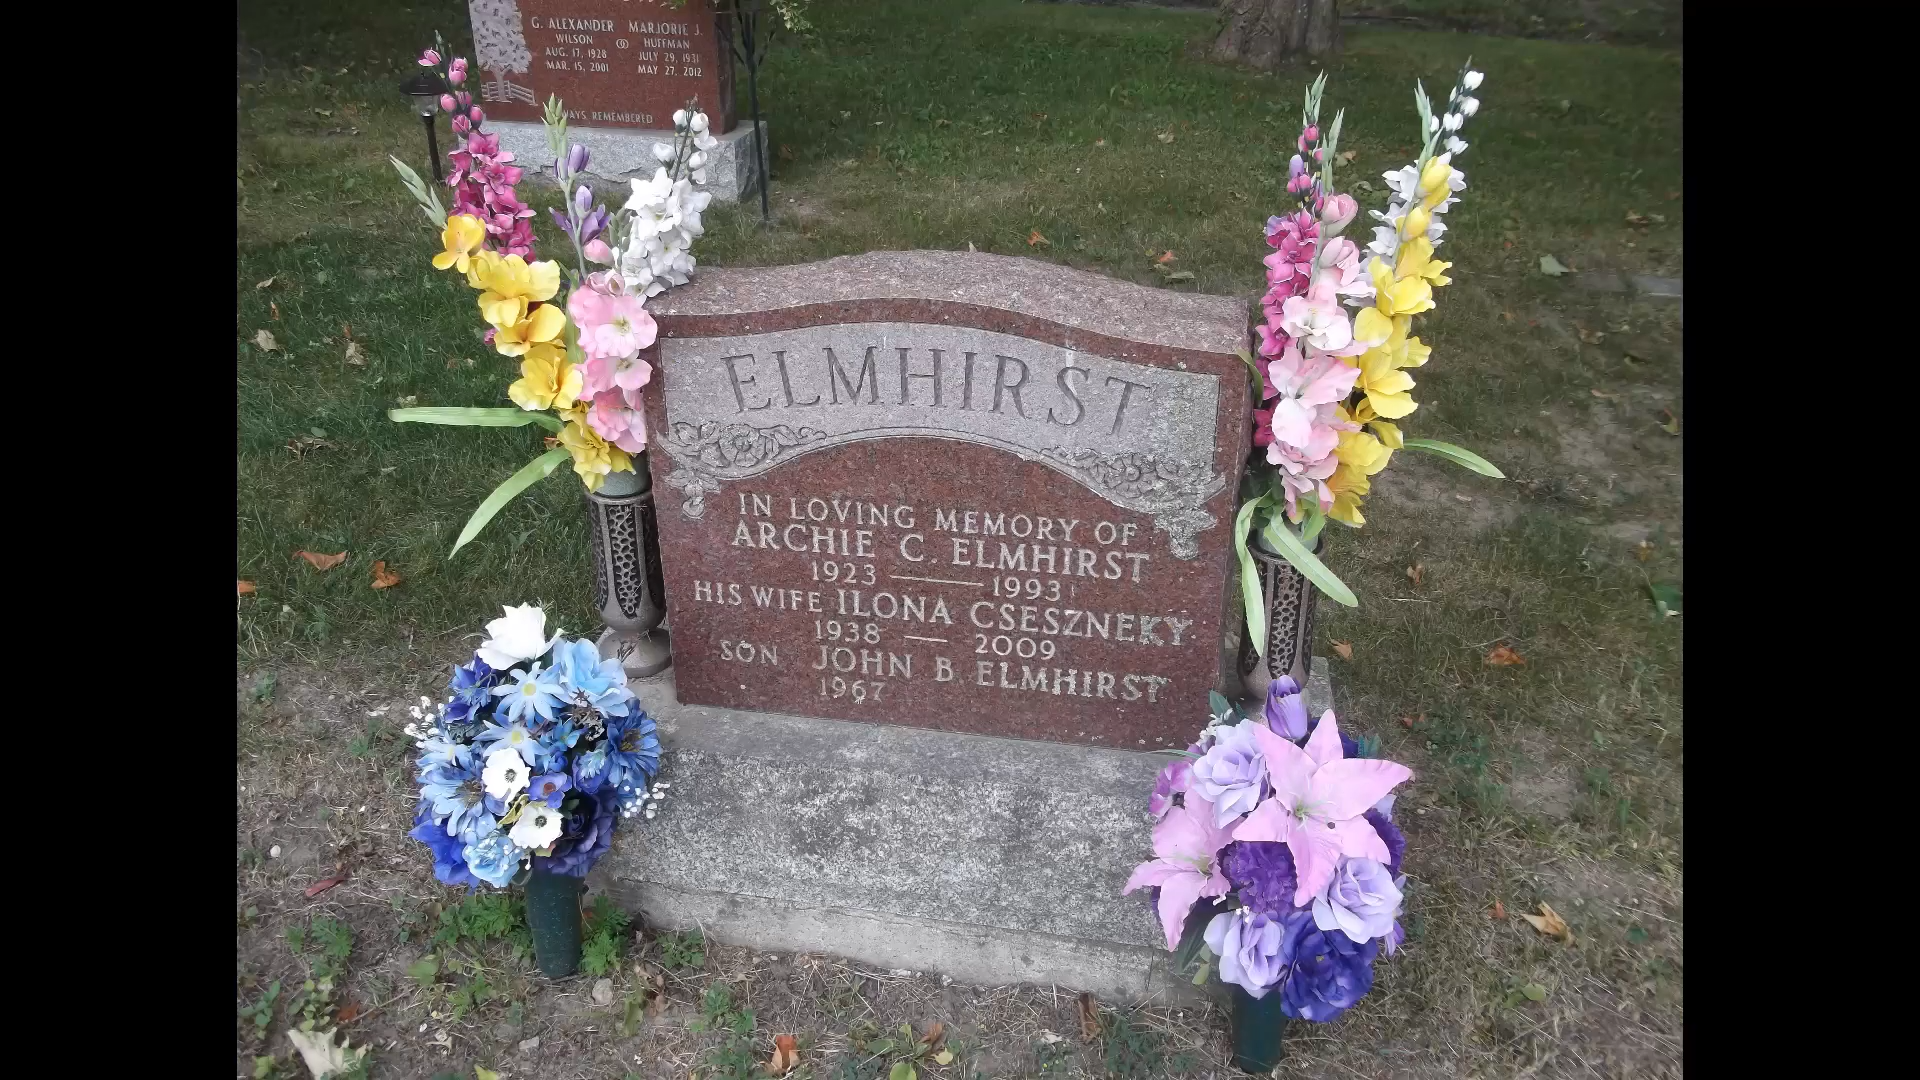 G. ALEXANDER MARJORIE J.
WILSON HUFFMAN
AUG. 17, 1928 JULY 29, 1931
MAR. 15, 2001 MAY 27, 2012
REMEMBERED
ELMHIRST
IN LOVING MEMORY OF
ARCHIE C. ELMHIRST
1923 — 1993
HIS WIFE ILONA CSESZNEKY
1938 — 2009
SON JOHN B. ELMHIRST
1967